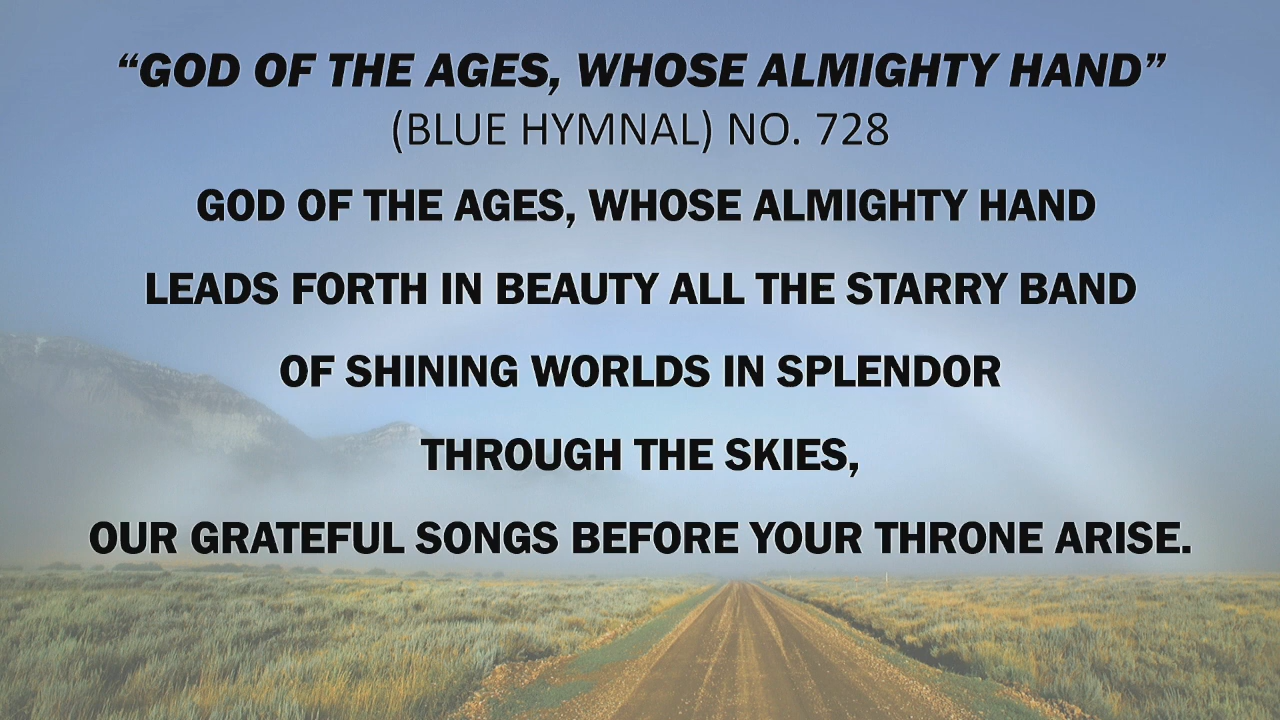 “GOD OF THE AGES, WHOSE ALMIGHTY HAND”
(BLUE HYMNAL) NO. 728
GOD OF THE AGES, WHOSE ALMIGHTY HAND
LEADS FORTH IN BEAUTY ALL THE STARRY BAND
OF SHINING WORLDS IN SPLENDOR
THROUGH THE SKIES,
OUR GRATEFUL SONGS BEFORE YOUR THRONE ARISE.